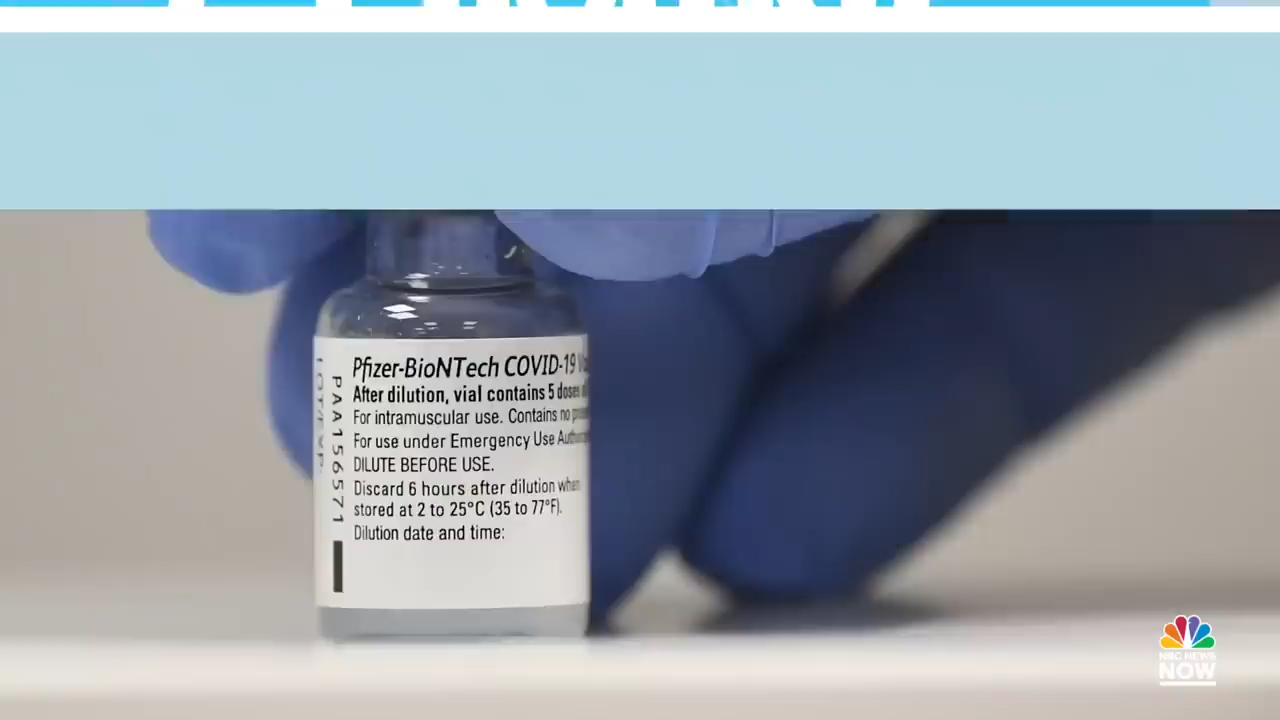 Pfizer-BioNTech COVID-19
After dilution, vial contains 5 doses
For intramuscular use. Contains no
For use under Emergency Use
DILUTE BEFORE USE.
Discard 6 hours after dilution when
stored at 2 to 25°C (35 to 77°F).
Dilution date and time:
LOT/EXP.
PAA156571
NBC NEWS
NOW